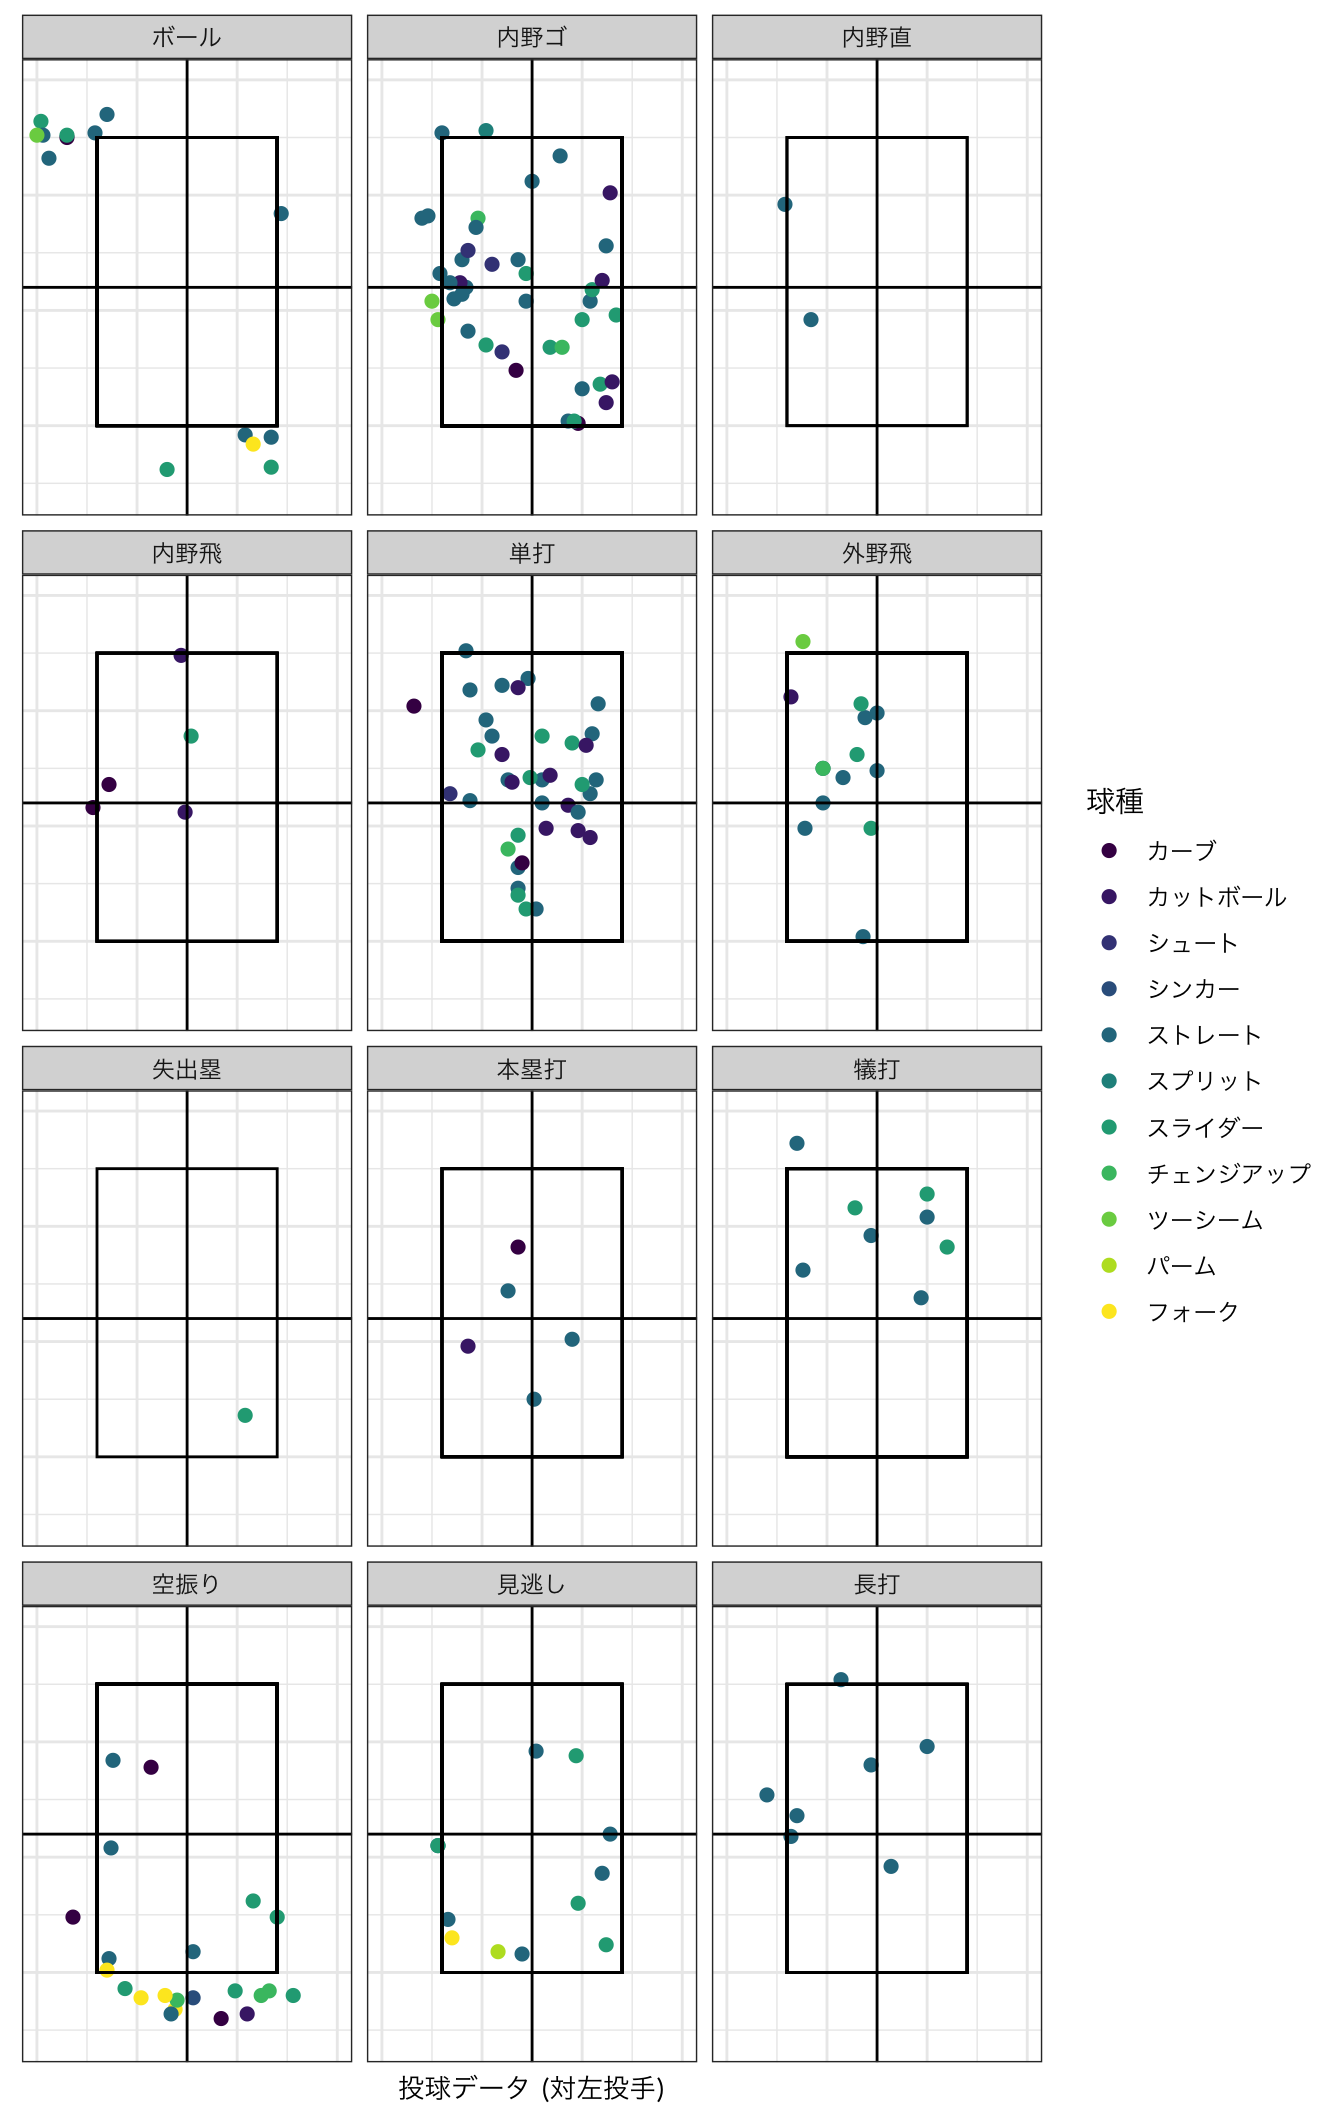 ボール
内野ゴ
内野直
内野飛
単打
外野飛
失出塁
本塁打
犠打
空振り
見逃し
長打
球種
カーブ
カットボール
シュート
シンカー
ストレート
スプリット
スライダー
チェンジアップ
ツーシーム
パーム
フォーク
投球データ (対左投手)